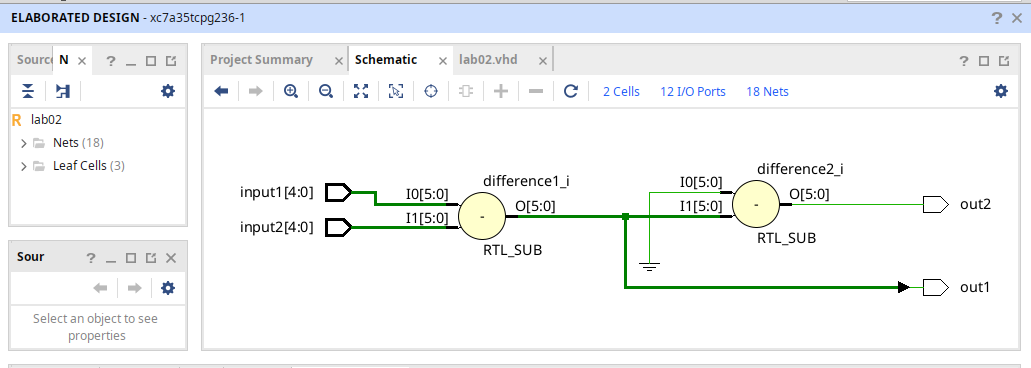 ELABORATED DESIGN - xc7a35tcpg236-1
? ×
Sourc N × ?
Project Summary × Schematic × lab02.vhd × ?
2 Cells 12 I/O Ports 18 Nets
R lab02
Nets (18)
Leaf Cells (3)
Sour ? ×
Select an object to see
properties
input1[4:0]
input2[4:0]
difference1_i
I0[5:0]
I1[5:0]
-
O[5:0]
RTL_SUB
difference2_i
I0[5:0]
I1[5:0]
-
O[5:0]
RTL_SUB
out2
out1